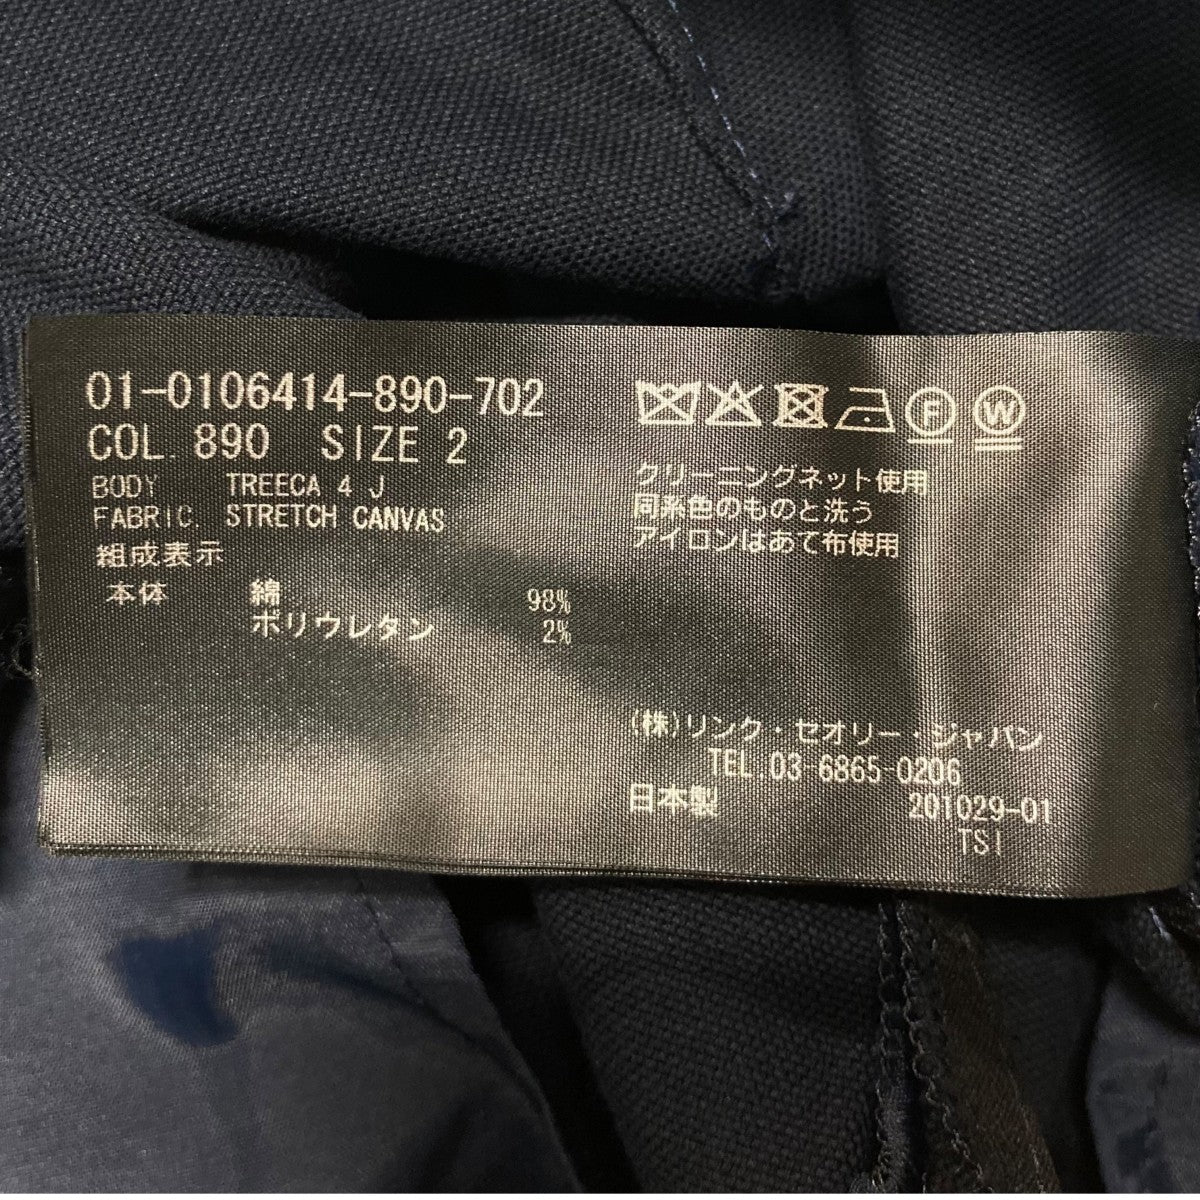 01-0106414-890-702
COL. 890 SIZE 2
BODY TREECA 4 J
FABRIC. STRETCH CANVAS
組成表示
本体 綿 98%
ポリウレタン 2%
F W
クリーニングネット使用
同系色のものと洗う
アイロンはあて布使用
(株)リンク・セオリー・ジャパン
TEL.03-6865-0206
日本製 201029-01
TSI